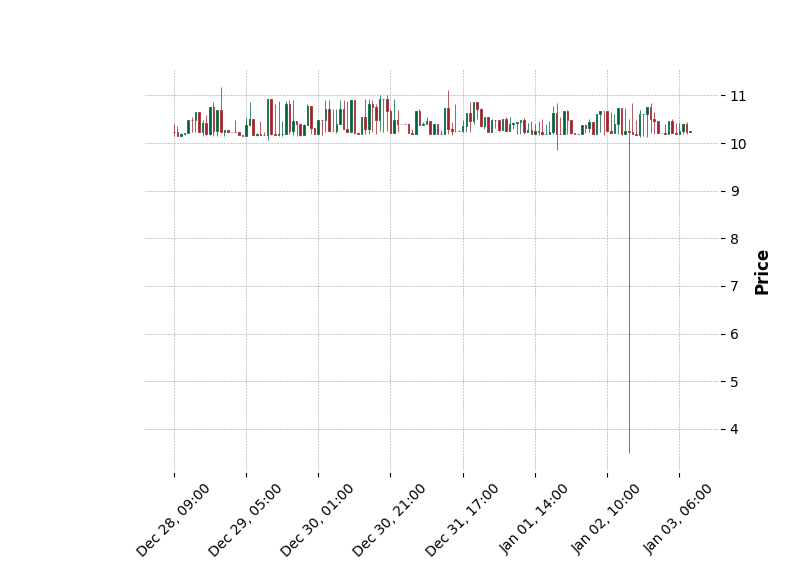 11
10
9
8
7
6
5
4
Price
Dec 28, 09:00
Dec 29, 05:00
Dec 30, 01:00
Dec 30, 21:00
Dec 31, 17:00
Jan 01, 14:00
Jan 02, 10:00
Jan 03, 06:00